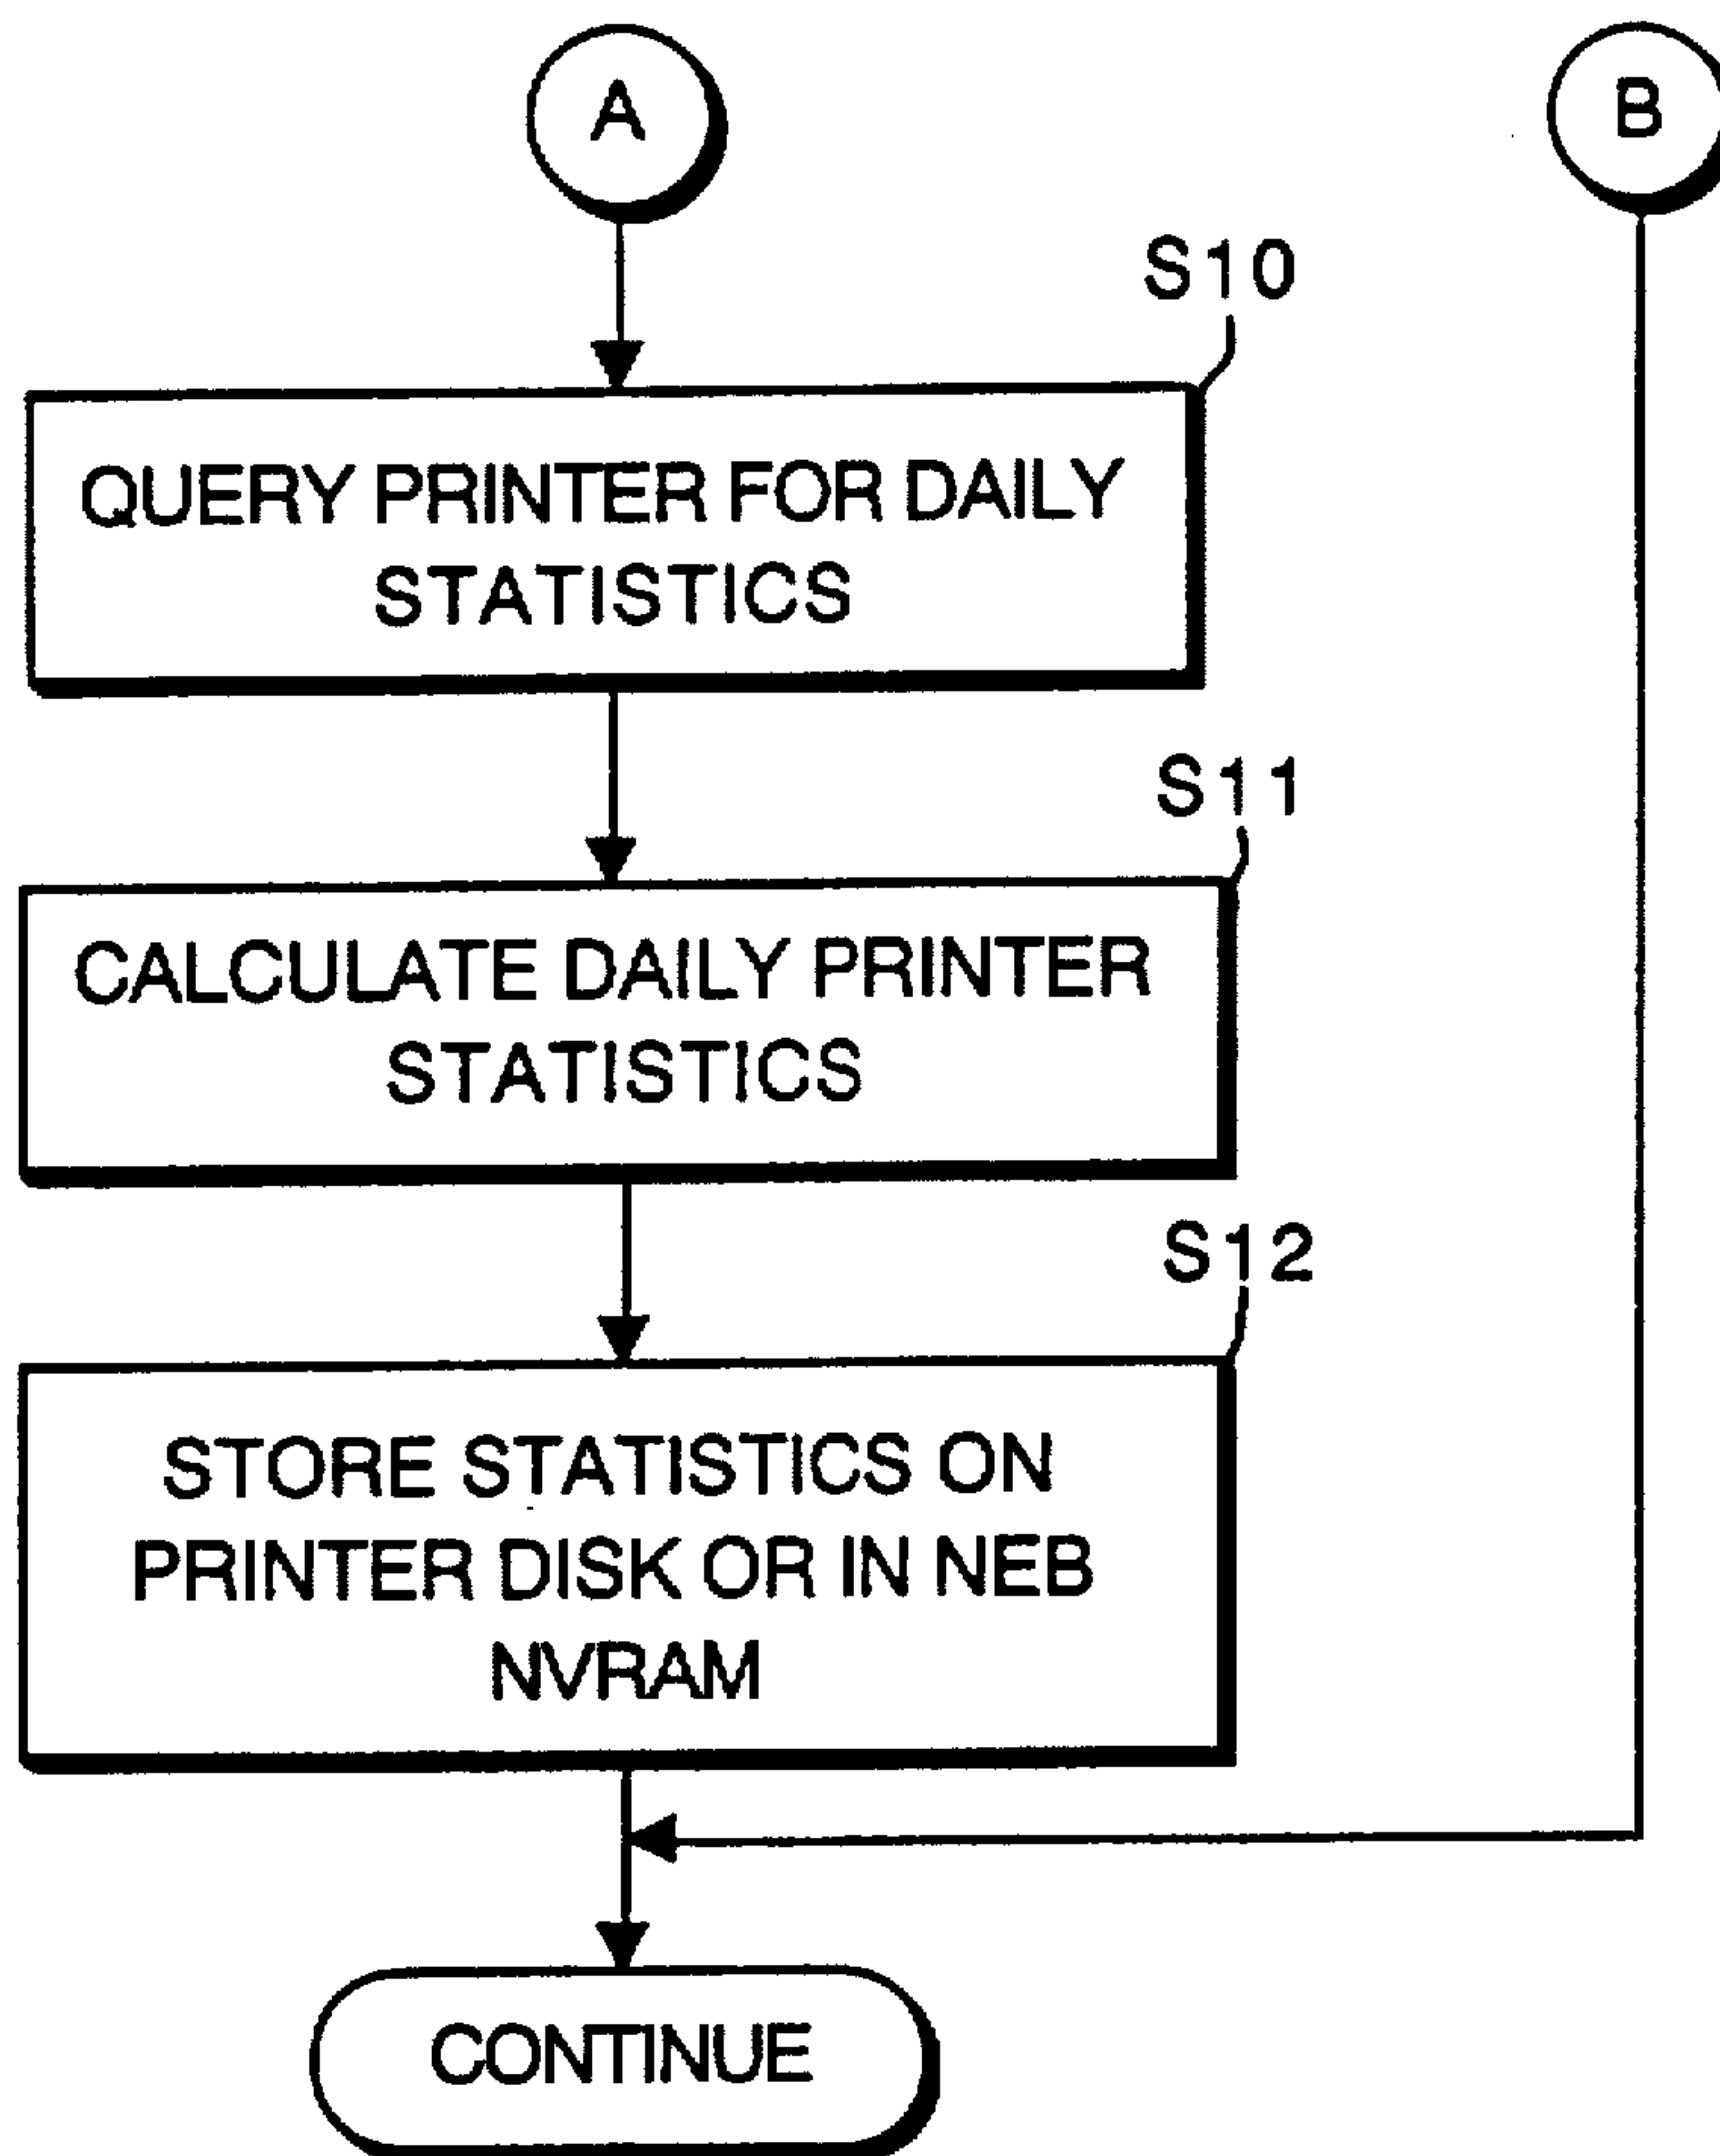 A
B
S10
QUERY PRINTER FOR DAILY
STATISTICS
S11
CALCULATE DAILY PRINTER
STATISTICS
S12
STORE STATISTICS ON
PRINTER DISK OR IN NEB
NVRAM
CONTINUE